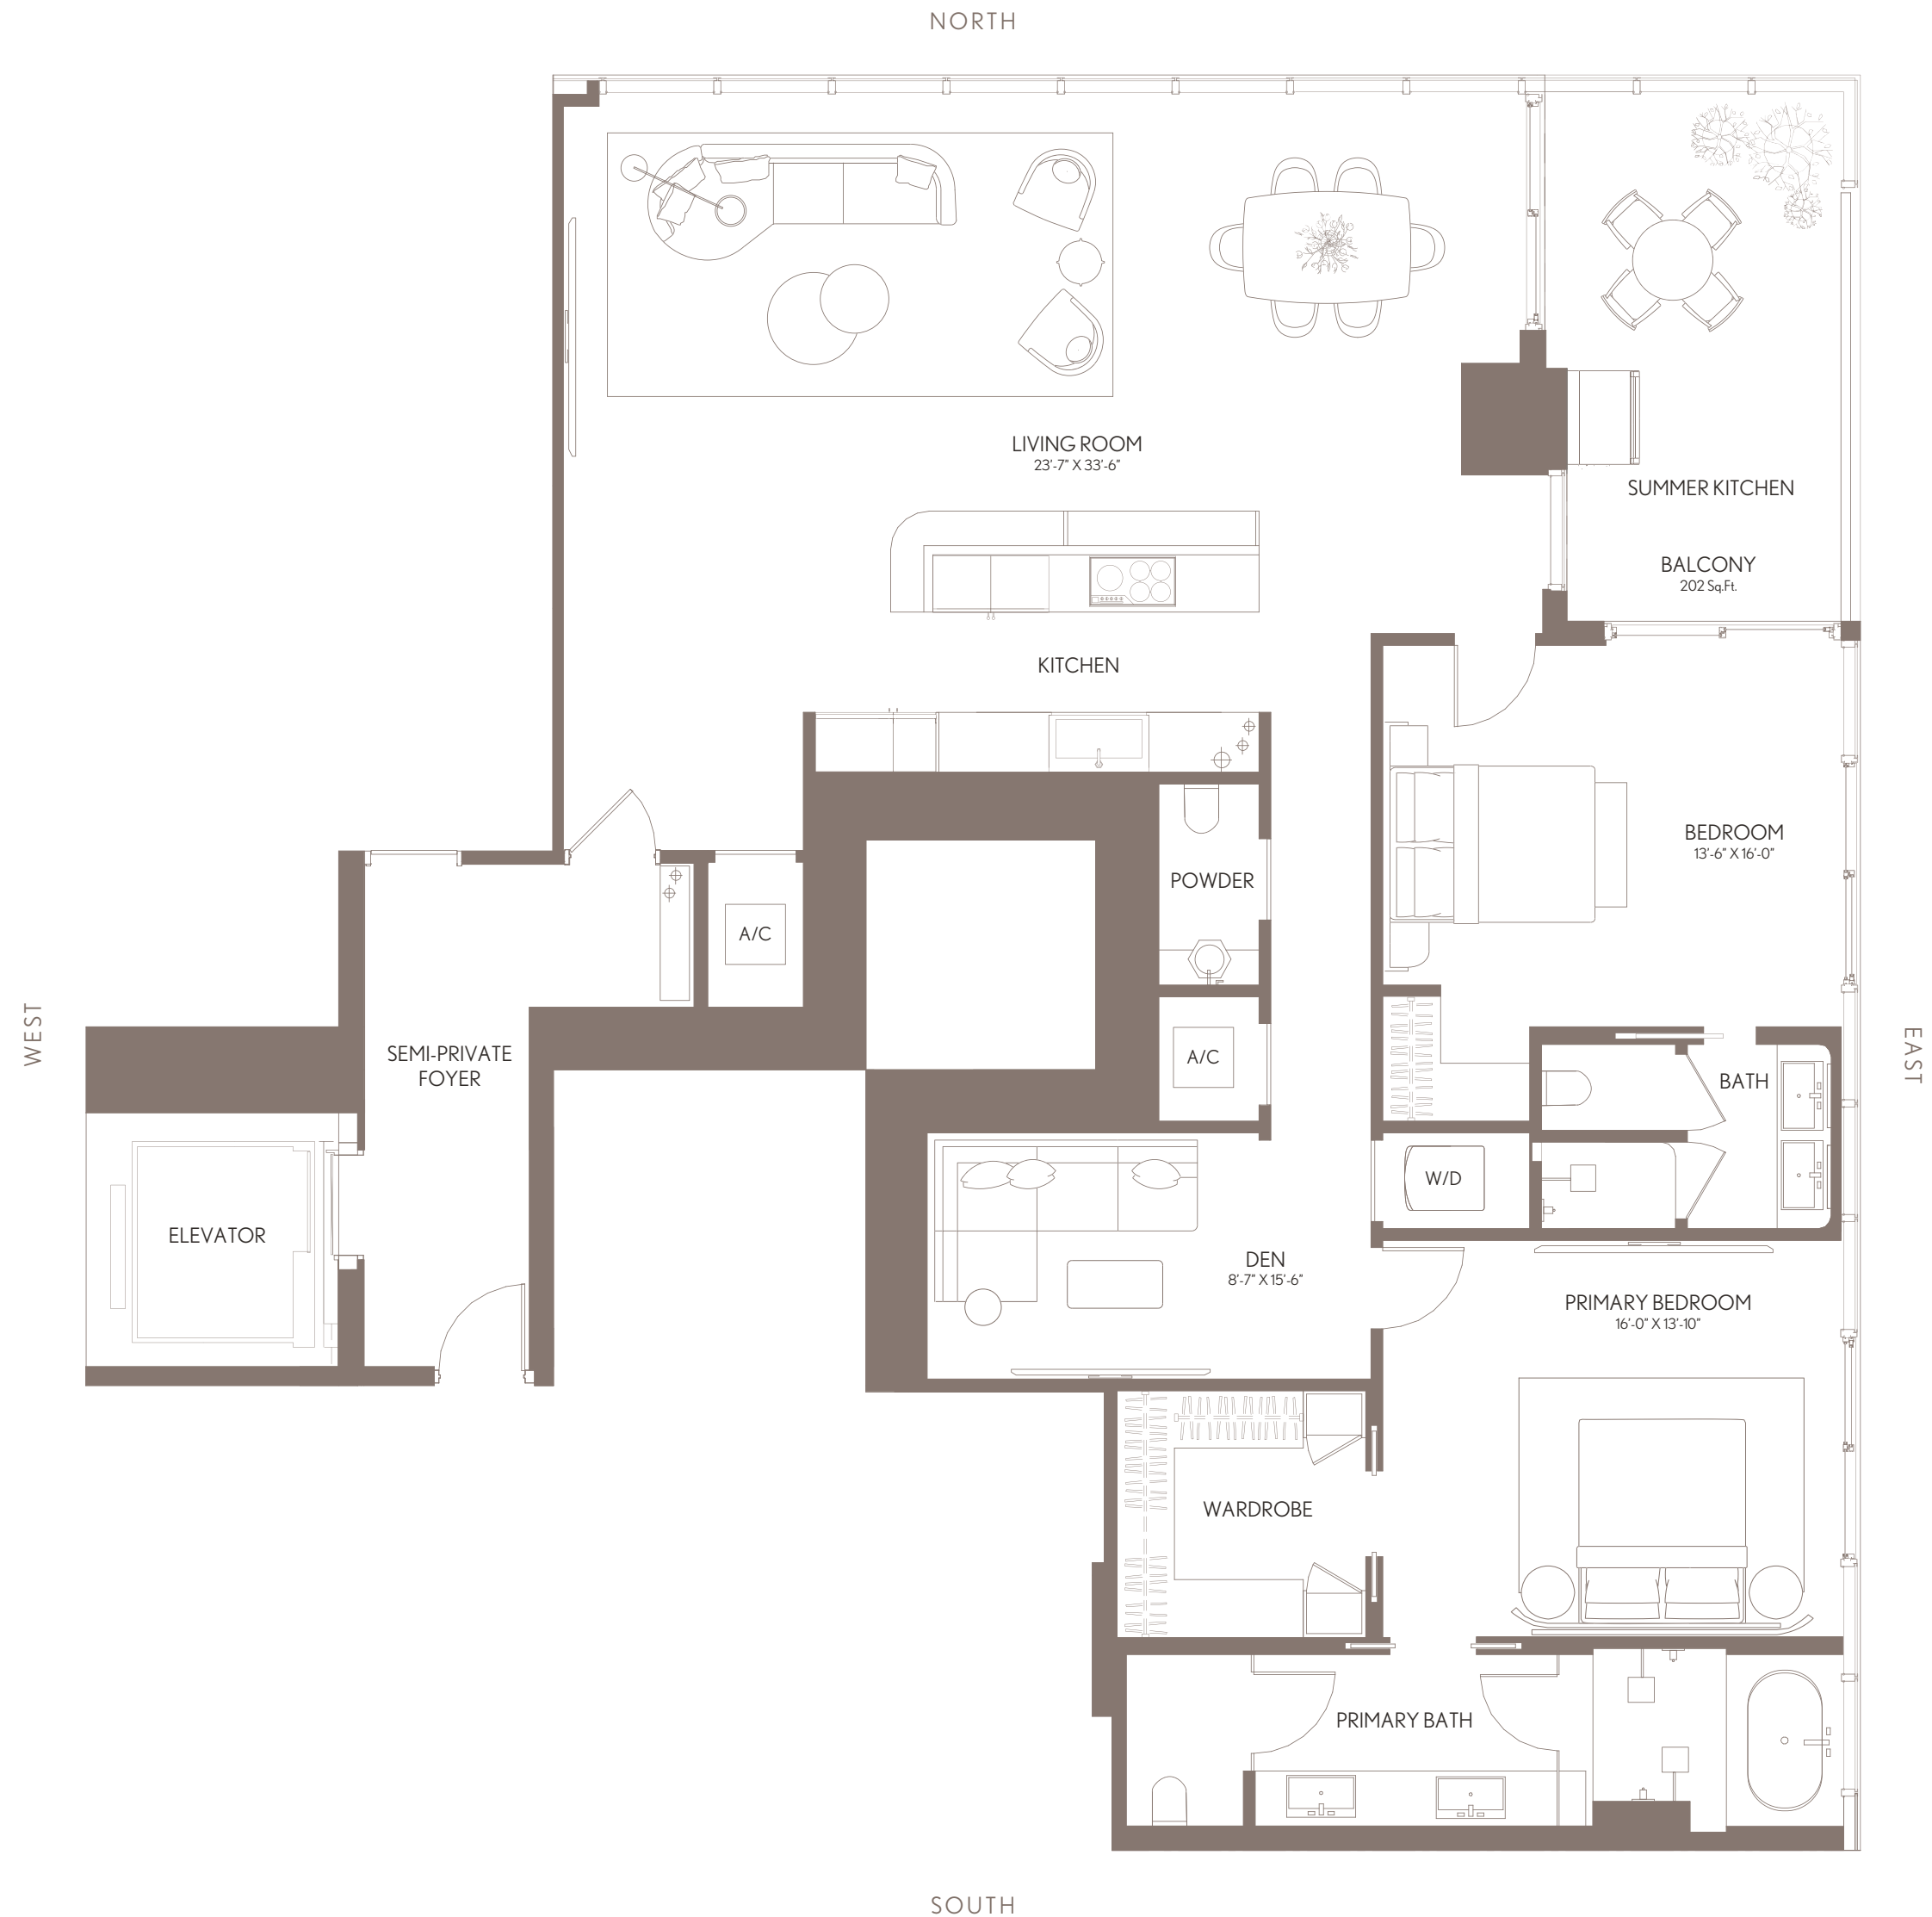 NORTH
LIVING ROOM
23'-7" X 33'-6"
SUMMER KITCHEN
BALCONY
202 Sq.Ft.
KITCHEN
BEDROOM
13'-6" X 16'-0"
POWDER
A/C
WEST
EAST
SEMI-PRIVATE
FOYER
A/C
BATH
W/D
ELEVATOR
DEN
8'-7" X 15'-6"
PRIMARY BEDROOM
16'-0" X 13'-10"
WARDROBE
PRIMARY BATH
SOUTH